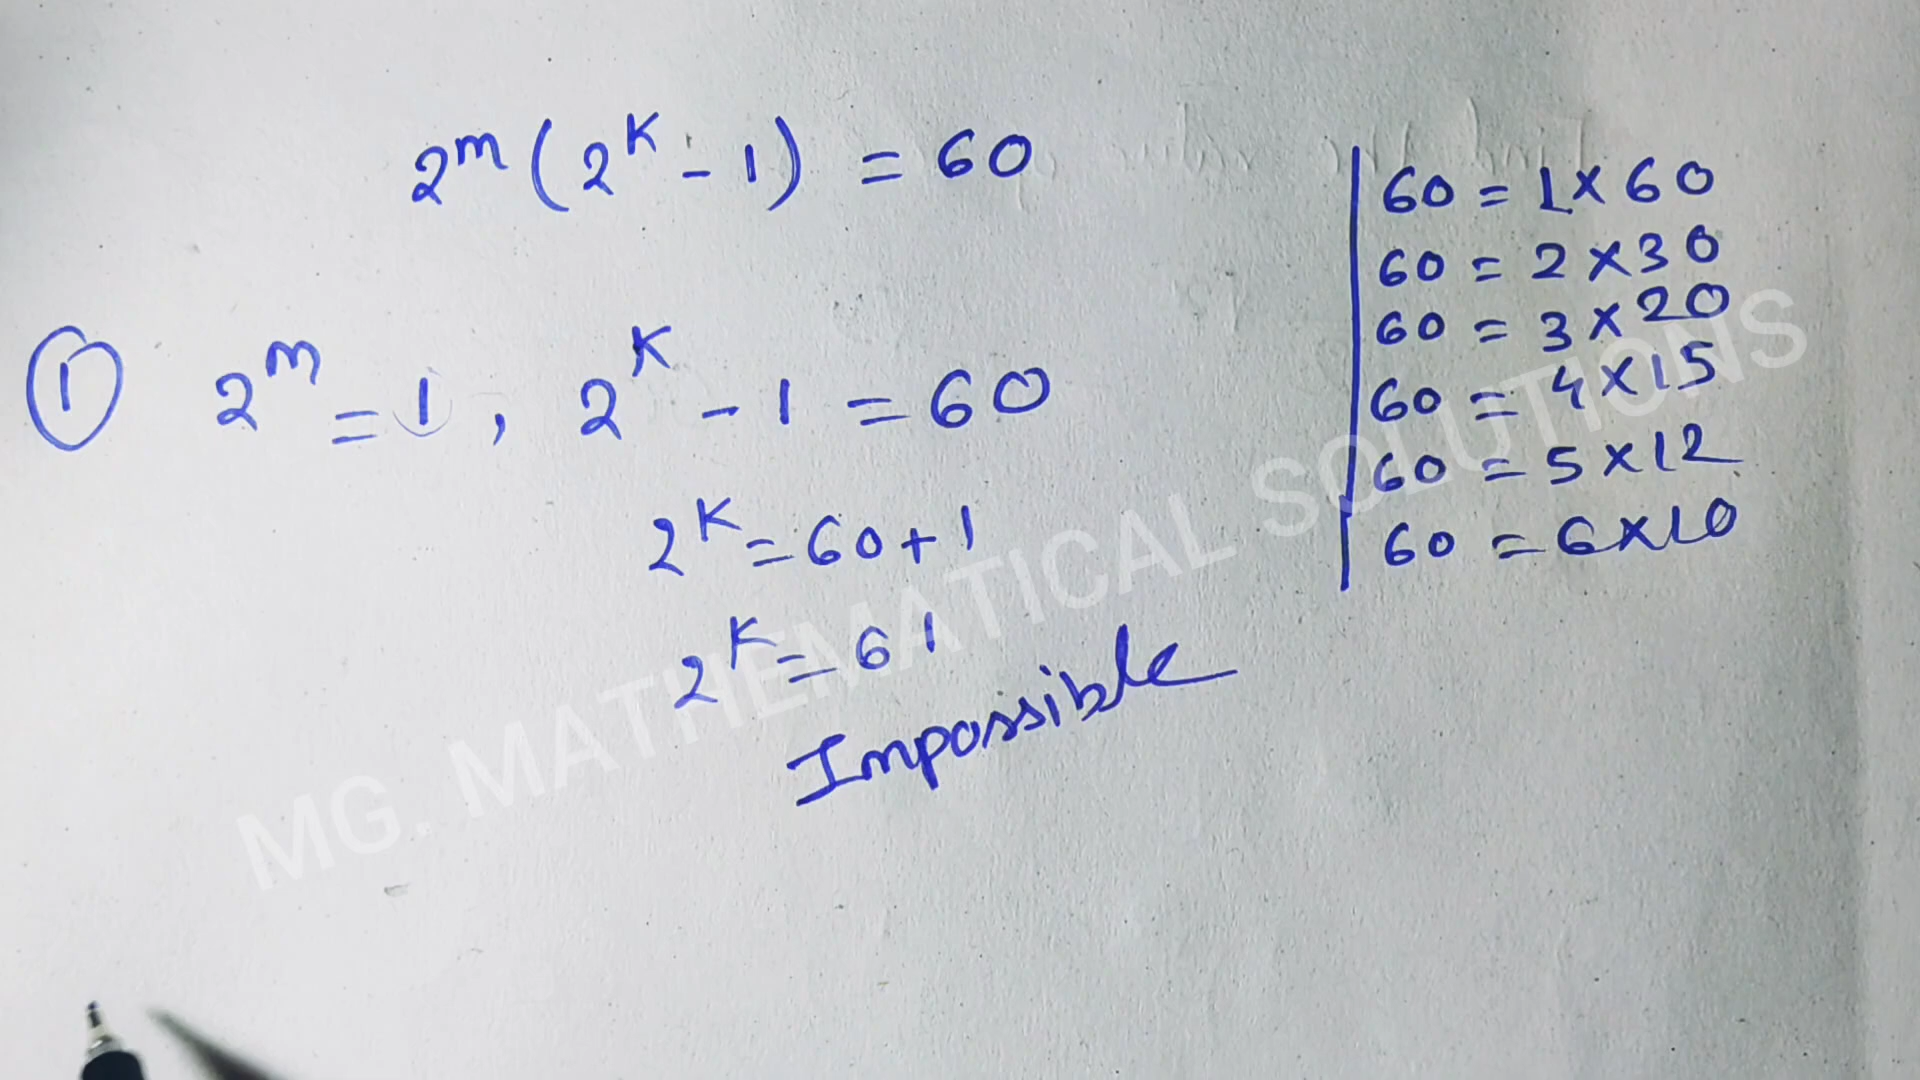 2^m (2^K - 1) = 60
① 2^m = 1, 2^K - 1 = 60
2^K = 60 + 1
2^K = 61
Impossible
60 = 1 × 60
60 = 2 × 30
60 = 3 × 20
60 = 4 × 15
60 = 5 × 12
60 = 6 × 10
MG. MATHEMATICAL SOLUTIONS